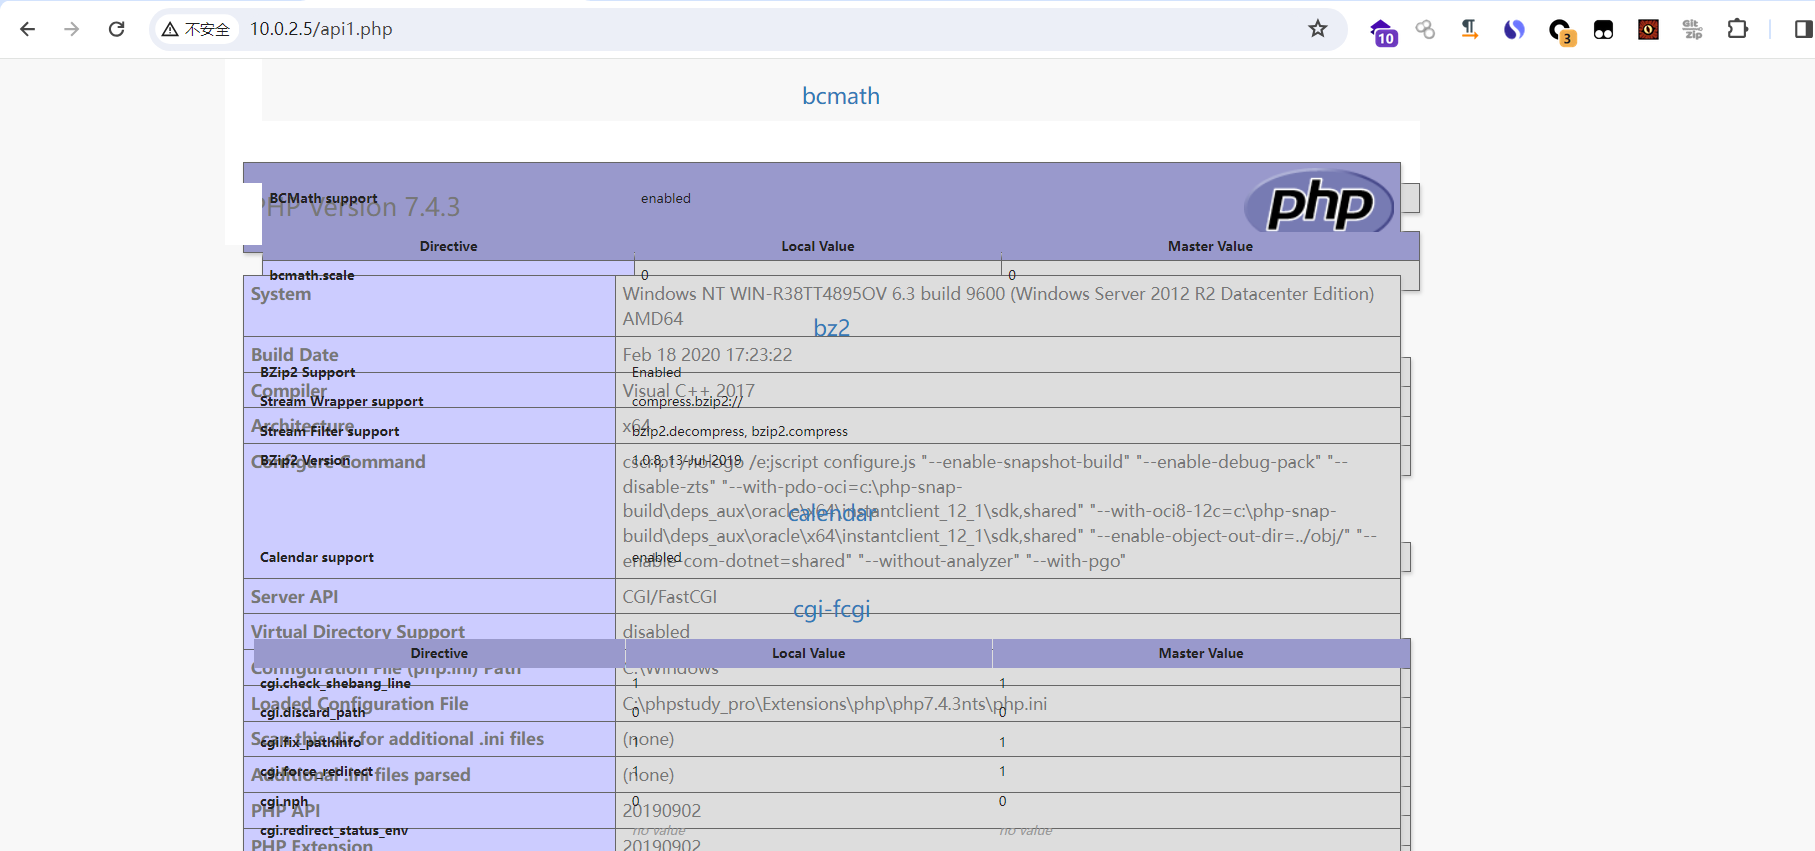 不安全 10.0.2.5/api1.php
10
3
Git
Zip
bcmath
PHP Version 7.4.3
php
BCMath support enabled
Directive Local Value Master Value
bcmath.scale 0 0
System Windows NT WIN-R38TT4895OV 6.3 build 9600 (Windows Server 2012 R2 Datacenter Edition)
AMD64
bz2
Build Date Feb 18 2020 17:23:22
BZip2 Support Enabled
Compiler Visual C++ 2017
Stream Wrapper support compress.bzip2://
Architecture x64
Stream Filter support bzip2.decompress, bzip2.compress
BZip2 Version 1.0.8, 13-Jul-2019
Configure Command cscript /nologo /e:jscript configure.js "--enable-snapshot-build" "--enable-debug-pack" "--
disable-zts" "--with-pdo-oci=c:\php-snap-
build\deps_aux\oracle\x64\instantclient_12_1\sdk,shared" "--with-oci8-12c=c:\php-snap-
build\deps_aux\oracle\x64\instantclient_12_1\sdk,shared" "--enable-object-out-dir=../obj/" "--
enable-com-dotnet=shared" "--without-analyzer" "--with-pgo"
calendar
Calendar support enabled
Server API CGI/FastCGI
cgi-fcgi
Virtual Directory Support disabled
Directive Local Value Master Value
Configuration File (php.ini) Path C:\Windows
cgi.check_shebang_line 1 1
Loaded Configuration File C:\phpstudy_pro\Extensions\php\php7.4.3nts\php.ini
cgi.discard_path 0 0
Scan this dir for additional .ini files (none)
cgi.fix_pathinfo 1 1
cgi.force_redirect 1 1
Additional .ini files parsed (none)
cgi.nph 0 0
PHP API 20190902
cgi.redirect_status_env no value no value
PHP Extension 20190902